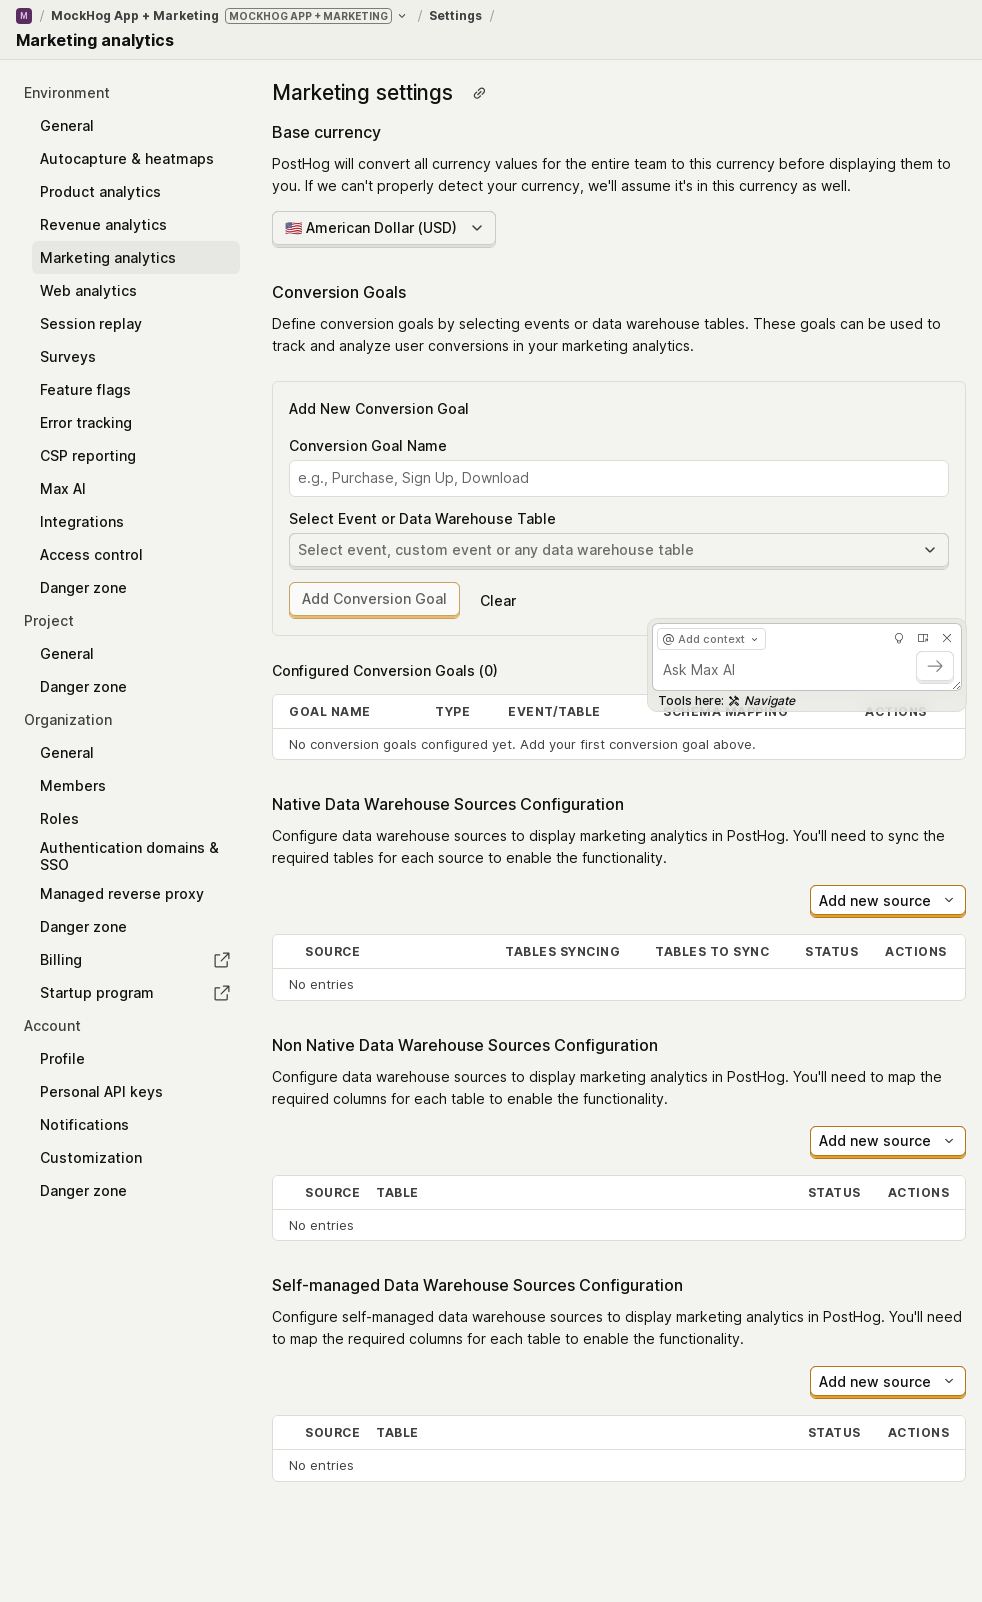 M / MockHog App + Marketing MOCKHOG APP + MARKETING / Settings /
Marketing analytics
Environment
General
Autocapture & heatmaps
Product analytics
Revenue analytics
Marketing analytics
Web analytics
Session replay
Surveys
Feature flags
Error tracking
CSP reporting
Max AI
Integrations
Access control
Danger zone
Project
General
Danger zone
Organization
General
Members
Roles
Authentication domains &
SSO
Managed reverse proxy
Danger zone
Billing
Startup program
Account
Profile
Personal API keys
Notifications
Customization
Danger zone
Marketing settings
Base currency
PostHog will convert all currency values for the entire team to this currency before displaying them to
you. If we can't properly detect your currency, we'll assume it's in this currency as well.
🇺🇸 American Dollar (USD)
Conversion Goals
Define conversion goals by selecting events or data warehouse tables. These goals can be used to
track and analyze user conversions in your marketing analytics.
Add New Conversion Goal
Conversion Goal Name
e.g., Purchase, Sign Up, Download
Select Event or Data Warehouse Table
Select event, custom event or any data warehouse table
Add Conversion Goal Clear
@ Add context
Ask Max AI
Tools here: Navigate
Configured Conversion Goals (0)
GOAL NAME TYPE EVENT/TABLE SCHEMA MAPPING ACTIONS
No conversion goals configured yet. Add your first conversion goal above.
Native Data Warehouse Sources Configuration
Configure data warehouse sources to display marketing analytics in PostHog. You'll need to sync the
required tables for each source to enable the functionality.
Add new source
SOURCE TABLES SYNCING TABLES TO SYNC STATUS ACTIONS
No entries
Non Native Data Warehouse Sources Configuration
Configure data warehouse sources to display marketing analytics in PostHog. You'll need to map the
required columns for each table to enable the functionality.
Add new source
SOURCE TABLE STATUS ACTIONS
No entries
Self-managed Data Warehouse Sources Configuration
Configure self-managed data warehouse sources to display marketing analytics in PostHog. You'll need
to map the required columns for each table to enable the functionality.
Add new source
SOURCE TABLE STATUS ACTIONS
No entries